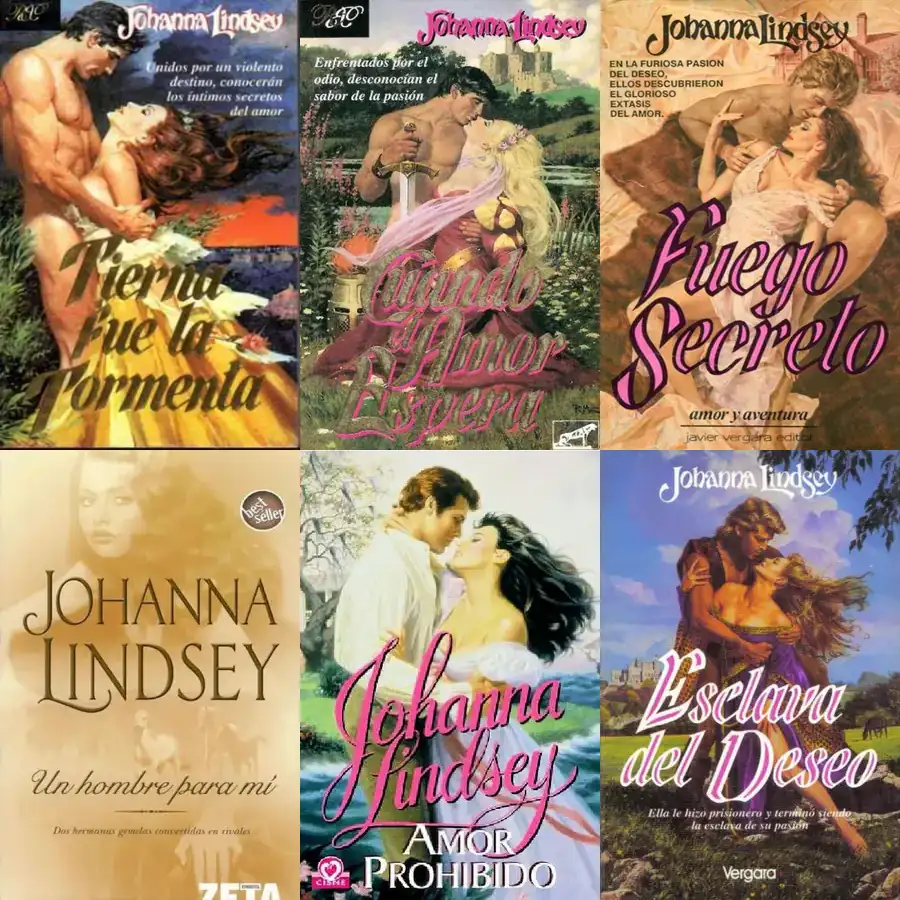 Johanna Lindsey
Unidos por un violento
destino, conocerán
los íntimos secretos
del amor
Tierna
Fue la
Tormenta
Johanna Lindsey
Enfrentados por el
odio, desconocían el
sabor de la pasión
Cuando
el Amor
Espera
Johanna Lindsey
EN LA FURIOSA PASION
DEL DESEO,
ELLOS DESCUBRIERON
EL GLORIOSO
EXTASIS
DEL AMOR.
Fuego
Secreto
amor y aventura
javier vergara editor
best
seller
JOHANNA
LINDSEY
Un hombre para mí
Dos hermanas gemelas convertidas en rivales
ZETA
Johanna
Lindsey
AMOR
PROHIBIDO
CISNE
Johanna Lindsey
Esclava
del Deseo
Ella le hizo prisionero y terminó siendo
la esclava de su pasión
Vergara